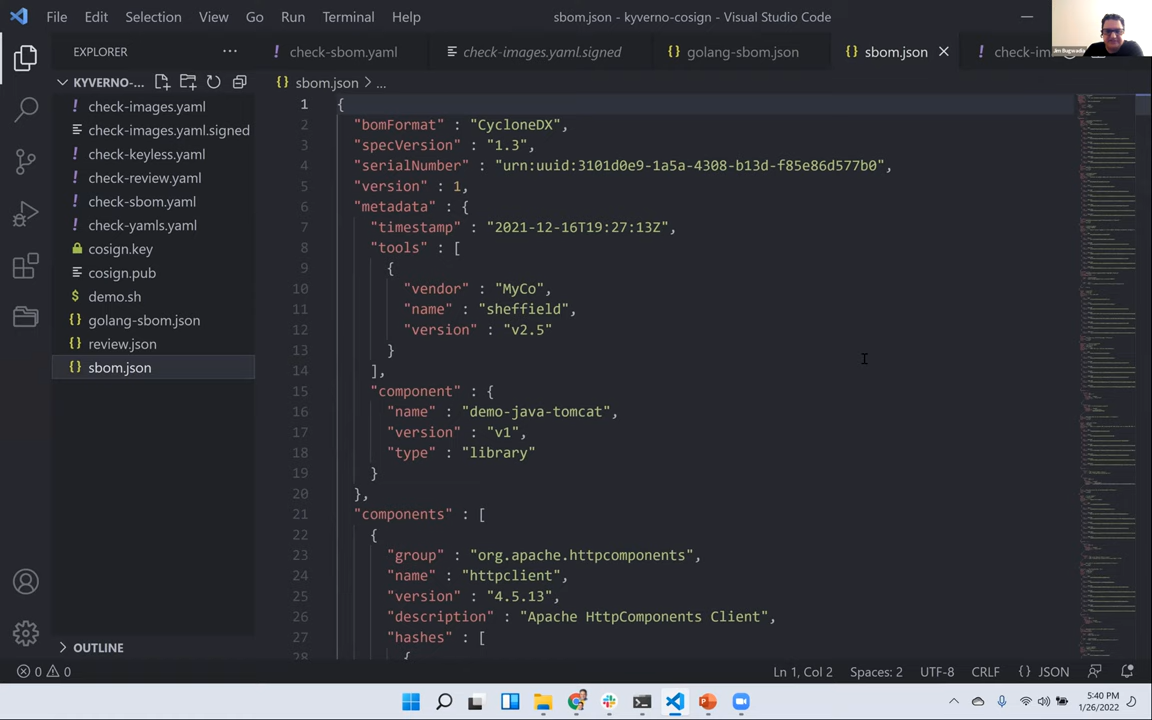 File Edit Selection View Go Run Terminal Help
sbom.json - kyverno-cosign - Visual Studio Code
Jim Bugwadia
EXPLORER
check-sbom.yaml
check-images.yaml.signed
golang-sbom.json
sbom.json
check-im
KYVERNO-...
sbom.json > ...
check-images.yaml
check-images.yaml.signed
check-keyless.yaml
check-review.yaml
check-sbom.yaml
check-yamls.yaml
cosign.key
cosign.pub
demo.sh
golang-sbom.json
review.json
sbom.json
OUTLINE
1 {
2 "bomFormat" : "CycloneDX",
3 "specVersion" : "1.3",
4 "serialNumber" : "urn:uuid:3101d0e9-1a5a-4308-b13d-f85e86d577b0",
5 "version" : 1,
6 "metadata" : {
7 "timestamp" : "2021-12-16T19:27:13Z",
8 "tools" : [
9 {
10 "vendor" : "MyCo",
11 "name" : "sheffield",
12 "version" : "v2.5"
13 }
14 ],
15 "component" : {
16 "name" : "demo-java-tomcat",
17 "version" : "v1",
18 "type" : "library"
19 }
20 },
21 "components" : [
22 {
23 "group" : "org.apache.httpcomponents",
24 "name" : "httpclient",
25 "version" : "4.5.13",
26 "description" : "Apache HttpComponents Client",
27 "hashes" : [
28 {
0 0
Ln 1, Col 2 Spaces: 2 UTF-8 CRLF {} JSON
5:40 PM
1/26/2022